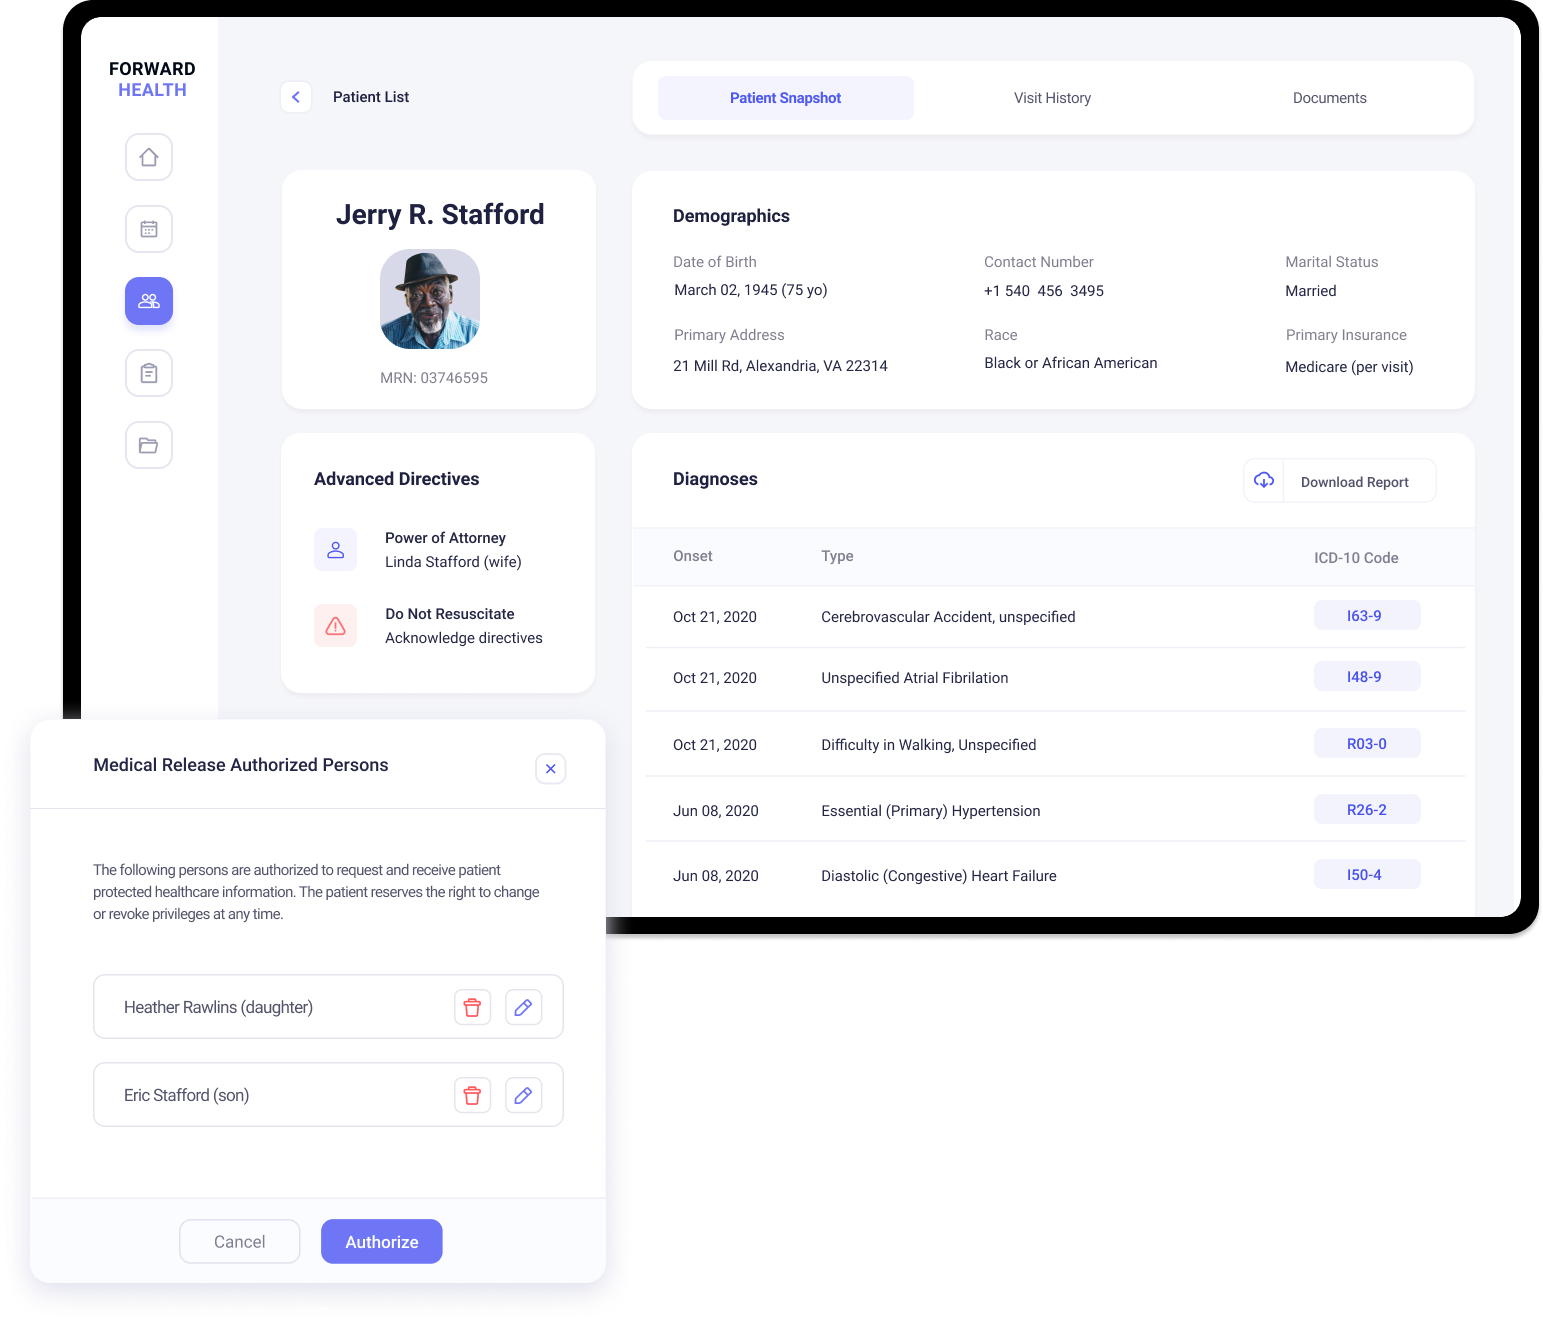 FORWARD
HEALTH
Patient List
Patient Snapshot
Visit History
Documents
Jerry R. Stafford
MRN: 03746595
Demographics
Date of Birth
March 02, 1945 (75 yo)
Contact Number
+1 540 456 3495
Marital Status
Married
Primary Address
21 Mill Rd, Alexandria, VA 22314
Race
Black or African American
Primary Insurance
Medicare (per visit)
Advanced Directives
Power of Attorney
Linda Stafford (wife)
Do Not Resuscitate
Acknowledge directives
Diagnoses
Download Report
Onset Type ICD-10 Code
Oct 21, 2020 Cerebrovascular Accident, unspecified I63-9
Oct 21, 2020 Unspecified Atrial Fibrilation I48-9
Oct 21, 2020 Difficulty in Walking, Unspecified R03-0
Jun 08, 2020 Essential (Primary) Hypertension R26-2
Jun 08, 2020 Diastolic (Congestive) Heart Failure I50-4
Medical Release Authorized Persons
The following persons are authorized to request and receive patient
protected healthcare information. The patient reserves the right to change
or revoke privileges at any time.
Heather Rawlins (daughter)
Eric Stafford (son)
Cancel
Authorize